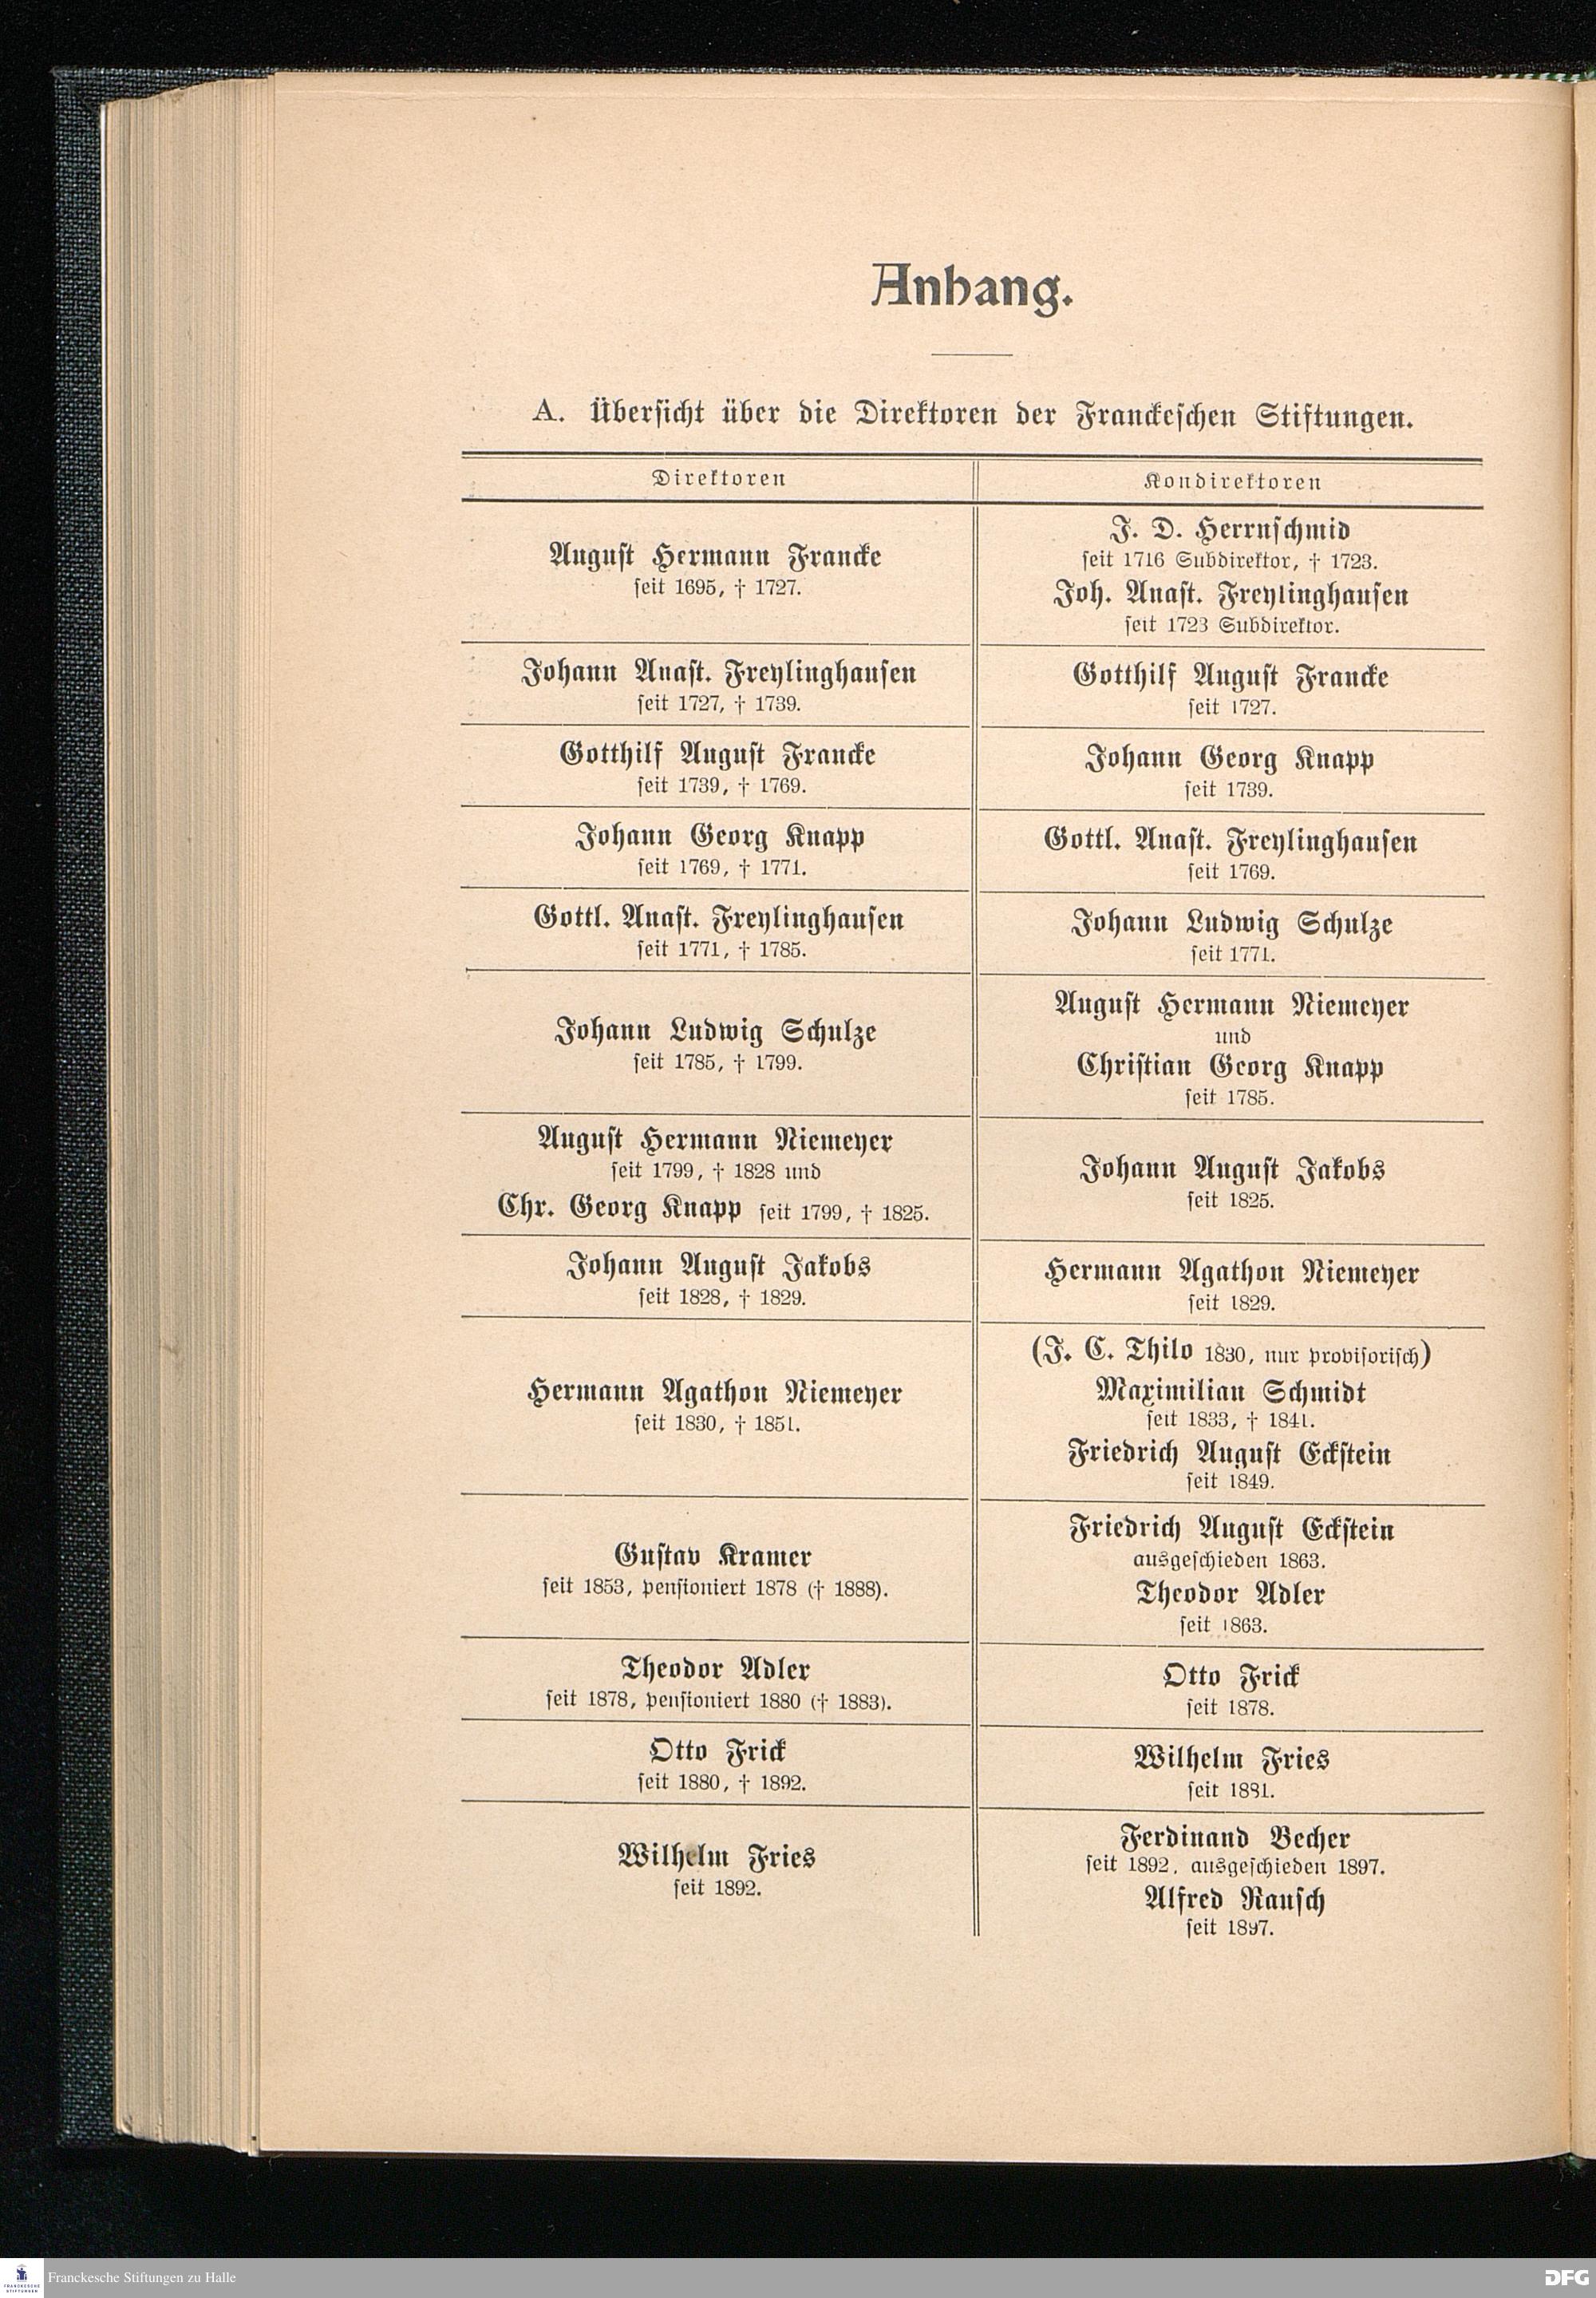 Anhang.
A. Übersicht über die Direktoren der Franckeschen Stiftungen.
Direktoren
Kondirektoren
August Hermann Francke
seit 1695, † 1727.
J. D. Herrnschmid
seit 1716 Subdirektor, † 1723.
Joh. Anast. Freylinghausen
seit 1723 Subdirektor.
Johann Anast. Freylinghausen
seit 1727, † 1739.
Gotthilf August Francke
seit 1727.
Gotthilf August Francke
seit 1739, † 1769.
Johann Georg Knapp
seit 1739.
Johann Georg Knapp
seit 1769, † 1771.
Gottl. Anast. Freylinghausen
seit 1769.
Gottl. Anast. Freylinghausen
seit 1771, † 1785.
Johann Ludwig Schulze
seit 1771.
Johann Ludwig Schulze
seit 1785, † 1799.
August Hermann Niemeyer
und
Christian Georg Knapp
seit 1785.
August Hermann Niemeyer
seit 1799, † 1828 und
Chr. Georg Knapp seit 1799, † 1825.
Johann August Jakobs
seit 1825.
Johann August Jakobs
seit 1828, † 1829.
Hermann Agathon Niemeyer
seit 1829.
Hermann Agathon Niemeyer
seit 1830, † 1851.
(J. C. Thilo 1830, nur provisorisch)
Maximilian Schmidt
seit 1833, † 1841.
Friedrich August Eckstein
seit 1849.
Gustav Kramer
seit 1853, pensioniert 1878 († 1888).
Friedrich August Eckstein
ausgeschieden 1863.
Theodor Adler
seit 1863.
Theodor Adler
seit 1878, pensioniert 1880 († 1883).
Otto Frick
seit 1878.
Otto Frick
seit 1880, † 1892.
Wilhelm Fries
seit 1881.
Wilhelm Fries
seit 1892.
Ferdinand Becher
seit 1892, ausgeschieden 1897.
Alfred Rausch
seit 1897.
FRANCKESCHE
STIFTUNGEN
Franckesche Stiftungen zu Halle
DFG